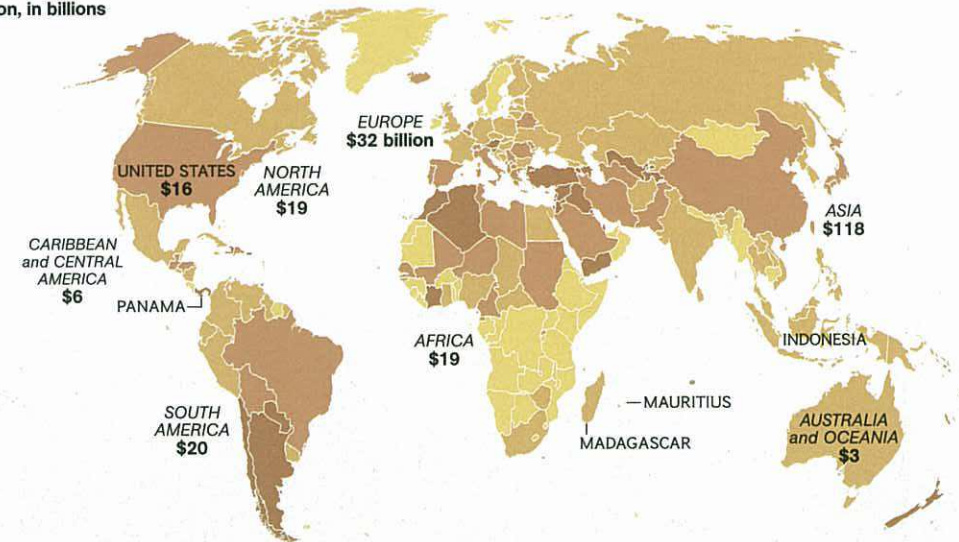 in billions
EUROPE
$32 billion
UNITED STATES
$16
NORTH
AMERICA
$19
ASIA
$118
CARIBBEAN
and CENTRAL
AMERICA
$6
PANAMA
AFRICA
$19
INDONESIA
MAURITIUS
MADAGASCAR
SOUTH
AMERICA
$20
AUSTRALIA
and OCEANIA
$3